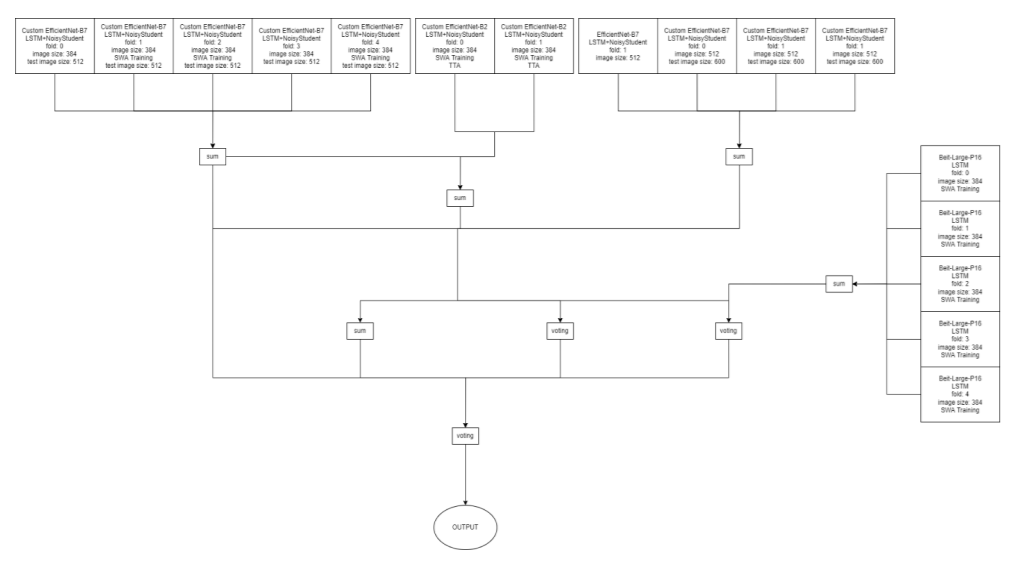 Custom EfficientNet-B7
LSTM+NoisyStudent
fold: 0
image size: 384
test image size: 512
Custom EfficientNet-B7
LSTM+NoisyStudent
fold: 1
image size: 384
SWA Training
test image size: 512
Custom EfficientNet-B7
LSTM+NoisyStudent
fold: 2
image size: 384
SWA Training
test image size: 512
Custom EfficientNet-B7
LSTM+NoisyStudent
fold: 3
image size: 384
SWA Training
test image size: 512
Custom EfficientNet-B7
LSTM+NoisyStudent
fold: 4
image size: 384
SWA Training
test image size: 512
Custom EfficientNet-B2
LSTM+NoisyStudent
fold: 0
image size: 384
SWA Training
TTA
Custom EfficientNet-B2
LSTM+NoisyStudent
fold: 1
image size: 384
SWA Training
TTA
EfficientNet-B7
LSTM+NoisyStudent
fold: 1
image size: 512
Custom EfficientNet-B7
LSTM+NoisyStudent
fold: 0
image size: 512
test image size: 600
Custom EfficientNet-B7
LSTM+NoisyStudent
fold: 1
image size: 512
test image size: 600
Custom EfficientNet-B7
LSTM+NoisyStudent
fold: 1
image size: 384
test image size: 600
sum
sum
sum
Beit-Large-P16
LSTM
fold: 0
image size: 384
SWA Training
Beit-Large-P16
LSTM
fold: 1
image size: 384
SWA Training
Beit-Large-P16
LSTM
fold: 2
image size: 384
SWA Training
Beit-Large-P16
LSTM
fold: 3
image size: 384
SWA Training
Beit-Large-P16
LSTM
fold: 4
image size: 384
SWA Training
sum
sum
voting
voting
voting
OUTPUT